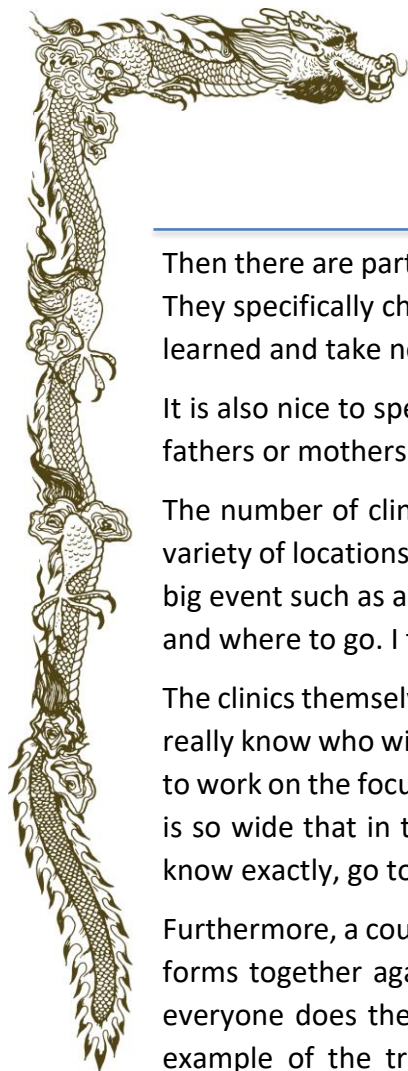 Then there are part
They specifically ch
learned and take n
It is also nice to spe
fathers or mothers
The number of clin
variety of locations
big event such as a
and where to go. I
The clinics themsel
really know who wi
to work on the focu
is so wide that in t
know exactly, go to
Furthermore, a cou
forms together aga
everyone does the
example of the tr